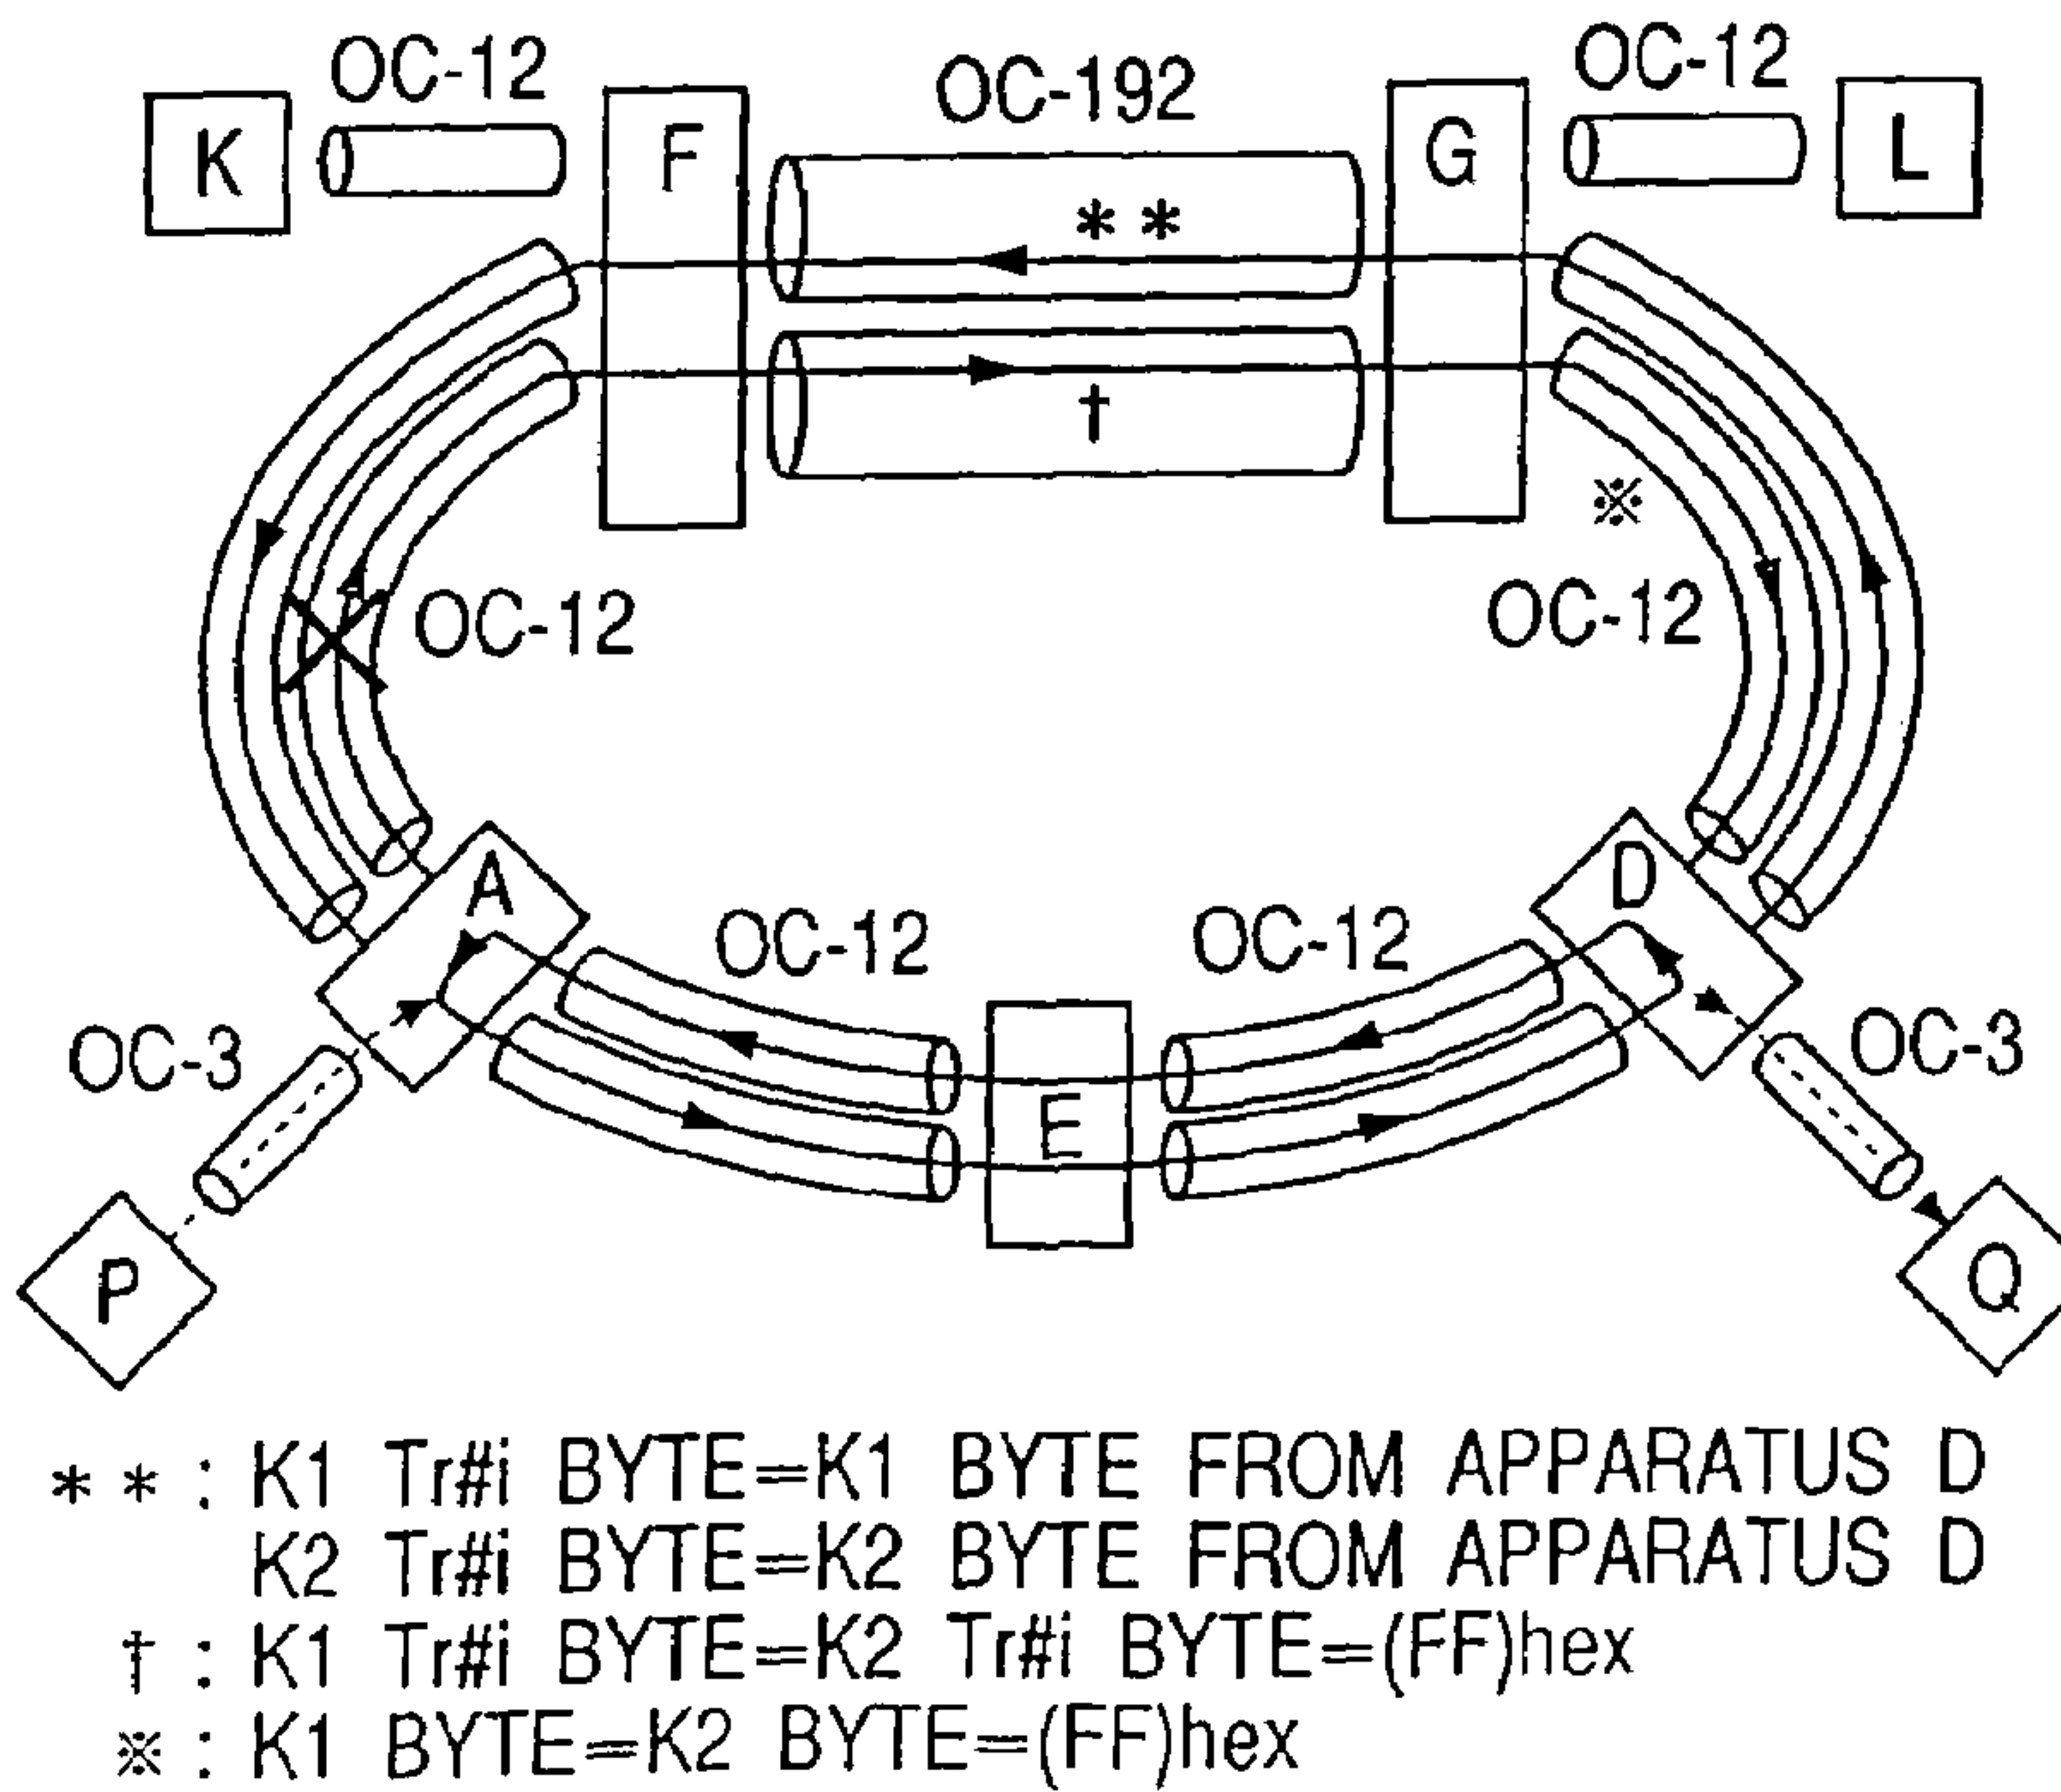 OC-12
OC-192
OC-12
K
F
G
L
* *
†
※
OC-12
OC-12
A
D
OC-12
OC-12
OC-3
OC-3
E
P
Q
* * : K1 Tr#i BYTE=K1 BYTE FROM APPARATUS D
K2 Tr#i BYTE=K2 BYTE FROM APPARATUS D
† : K1 Tr#i BYTE=K2 Tr#i BYTE=(FF)hex
※ : K1 BYTE=K2 BYTE=(FF)hex